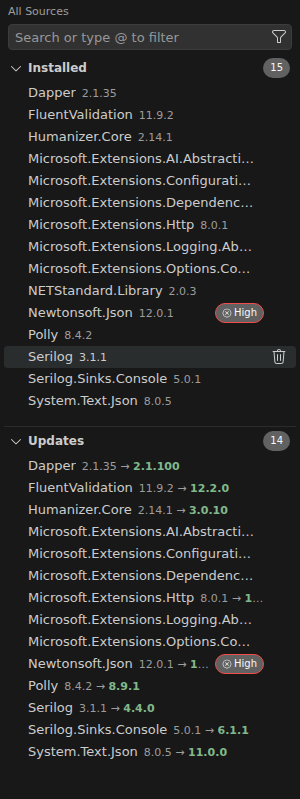 All Sources
Search or type @ to filter
Installed 15
Dapper 2.1.35
FluentValidation 11.9.2
Humanizer.Core 2.14.1
Microsoft.Extensions.AI.Abstracti...
Microsoft.Extensions.Configurati...
Microsoft.Extensions.Dependenc...
Microsoft.Extensions.Http 8.0.1
Microsoft.Extensions.Logging.Ab...
Microsoft.Extensions.Options.Co...
NETStandard.Library 2.0.3
Newtonsoft.Json 12.0.1 High
Polly 8.4.2
Serilog 3.1.1
Serilog.Sinks.Console 5.0.1
System.Text.Json 8.0.5
Updates 14
Dapper 2.1.35 → 2.1.100
FluentValidation 11.9.2 → 12.2.0
Humanizer.Core 2.14.1 → 3.0.10
Microsoft.Extensions.AI.Abstracti...
Microsoft.Extensions.Configurati...
Microsoft.Extensions.Dependenc...
Microsoft.Extensions.Http 8.0.1 → 1...
Microsoft.Extensions.Logging.Ab...
Microsoft.Extensions.Options.Co...
Newtonsoft.Json 12.0.1 → 1... High
Polly 8.4.2 → 8.9.1
Serilog 3.1.1 → 4.4.0
Serilog.Sinks.Console 5.0.1 → 6.1.1
System.Text.Json 8.0.5 → 11.0.0